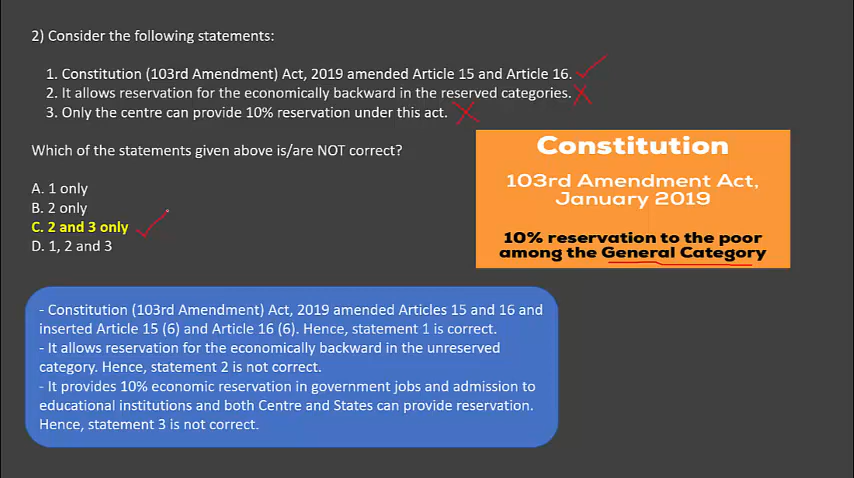 2) Consider the following statements:
1. Constitution (103rd Amendment) Act, 2019 amended Article 15 and Article 16.
2. It allows reservation for the economically backward in the reserved categories.
3. Only the centre can provide 10% reservation under this act.
Which of the statements given above is/are NOT correct?
A. 1 only
B. 2 only
C. 2 and 3 only
D. 1, 2 and 3
Constitution
103rd Amendment Act,
January 2019
10% reservation to the poor
among the General Category
- Constitution (103rd Amendment) Act, 2019 amended Articles 15 and 16 and
inserted Article 15 (6) and Article 16 (6). Hence, statement 1 is correct.
- It allows reservation for the economically backward in the unreserved
category. Hence, statement 2 is not correct.
- It provides 10% economic reservation in government jobs and admission to
educational institutions and both Centre and States can provide reservation.
Hence, statement 3 is not correct.